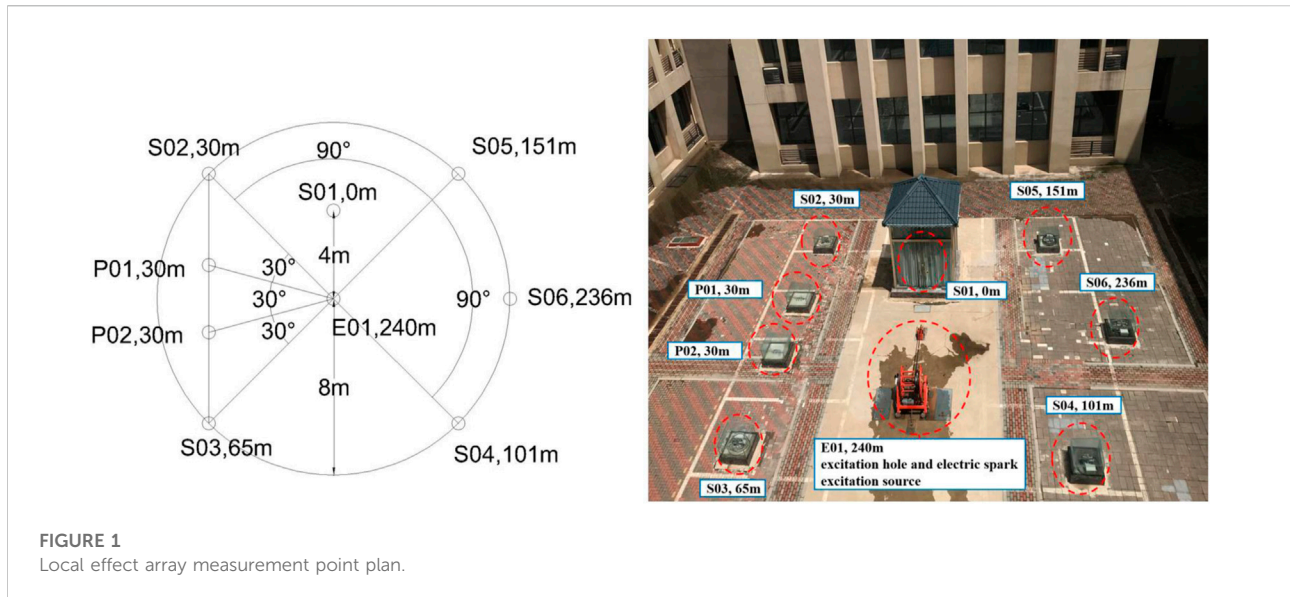 S02,30m
90°
S05,151m
S01,0m
4m
P01,30m
30°
30°
90°
S06,236m
P02,30m
30°
E01,240m
8m
S03,65m
S04,101m
S02, 30m
S05, 151m
P01, 30m
S01, 0m
S06, 236m
P02, 30m
S04, 101m
E01, 240m
excitation hole and electric spark
excitation source
S03, 65m
FIGURE 1
Local effect array measurement point plan.